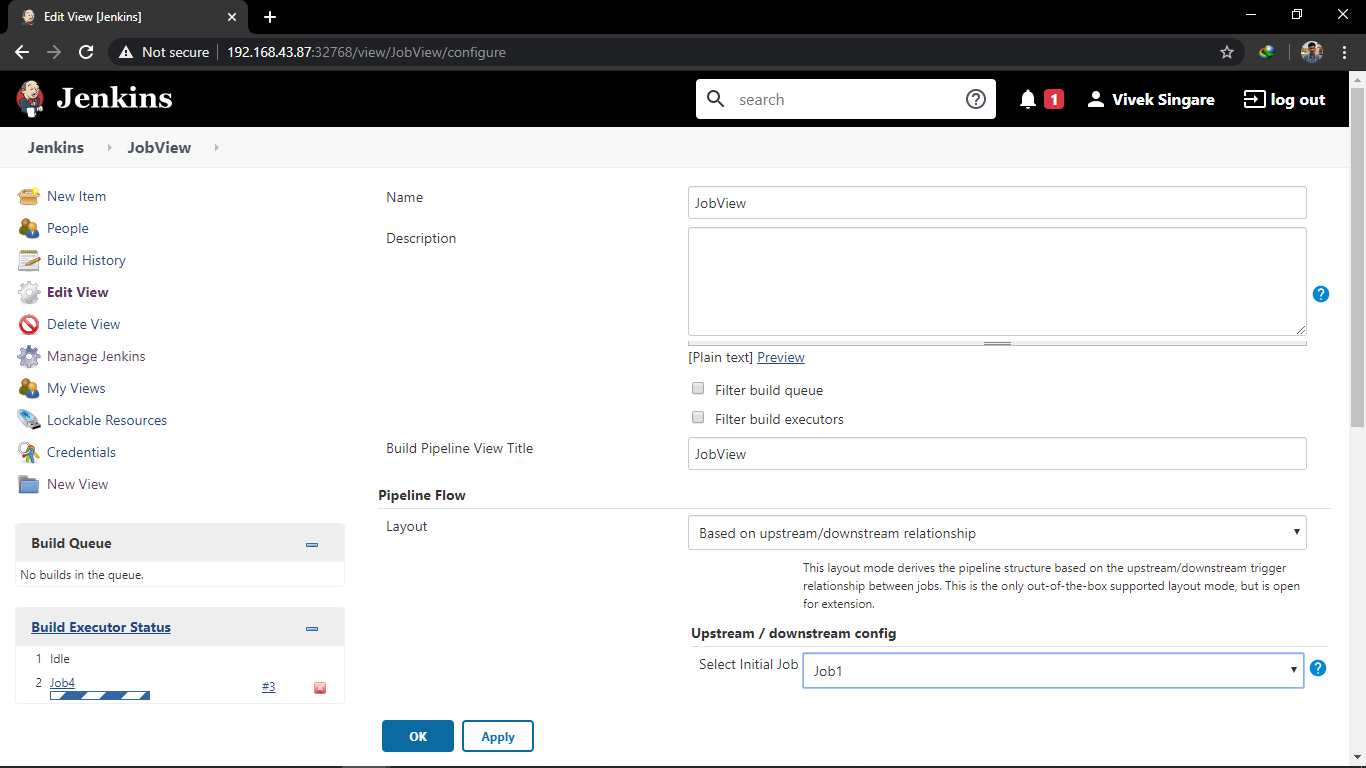 Edit View [Jenkins]
Not secure 192.168.43.87:32768/view/JobView/configure
Jenkins
search
1
Vivek Singare
log out
Jenkins JobView
New Item
People
Build History
Edit View
Delete View
Manage Jenkins
My Views
Lockable Resources
Credentials
New View
Build Queue
No builds in the queue.
Build Executor Status
1 Idle
2 Job4 #3
Name
JobView
Description
[Plain text] Preview
Filter build queue
Filter build executors
Build Pipeline View Title
JobView
Pipeline Flow
Layout
Based on upstream/downstream relationship
This layout mode derives the pipeline structure based on the upstream/downstream trigger
relationship between jobs. This is the only out-of-the-box supported layout mode, but is open
for extension.
Upstream / downstream config
Select Initial Job
Job1
OK
Apply